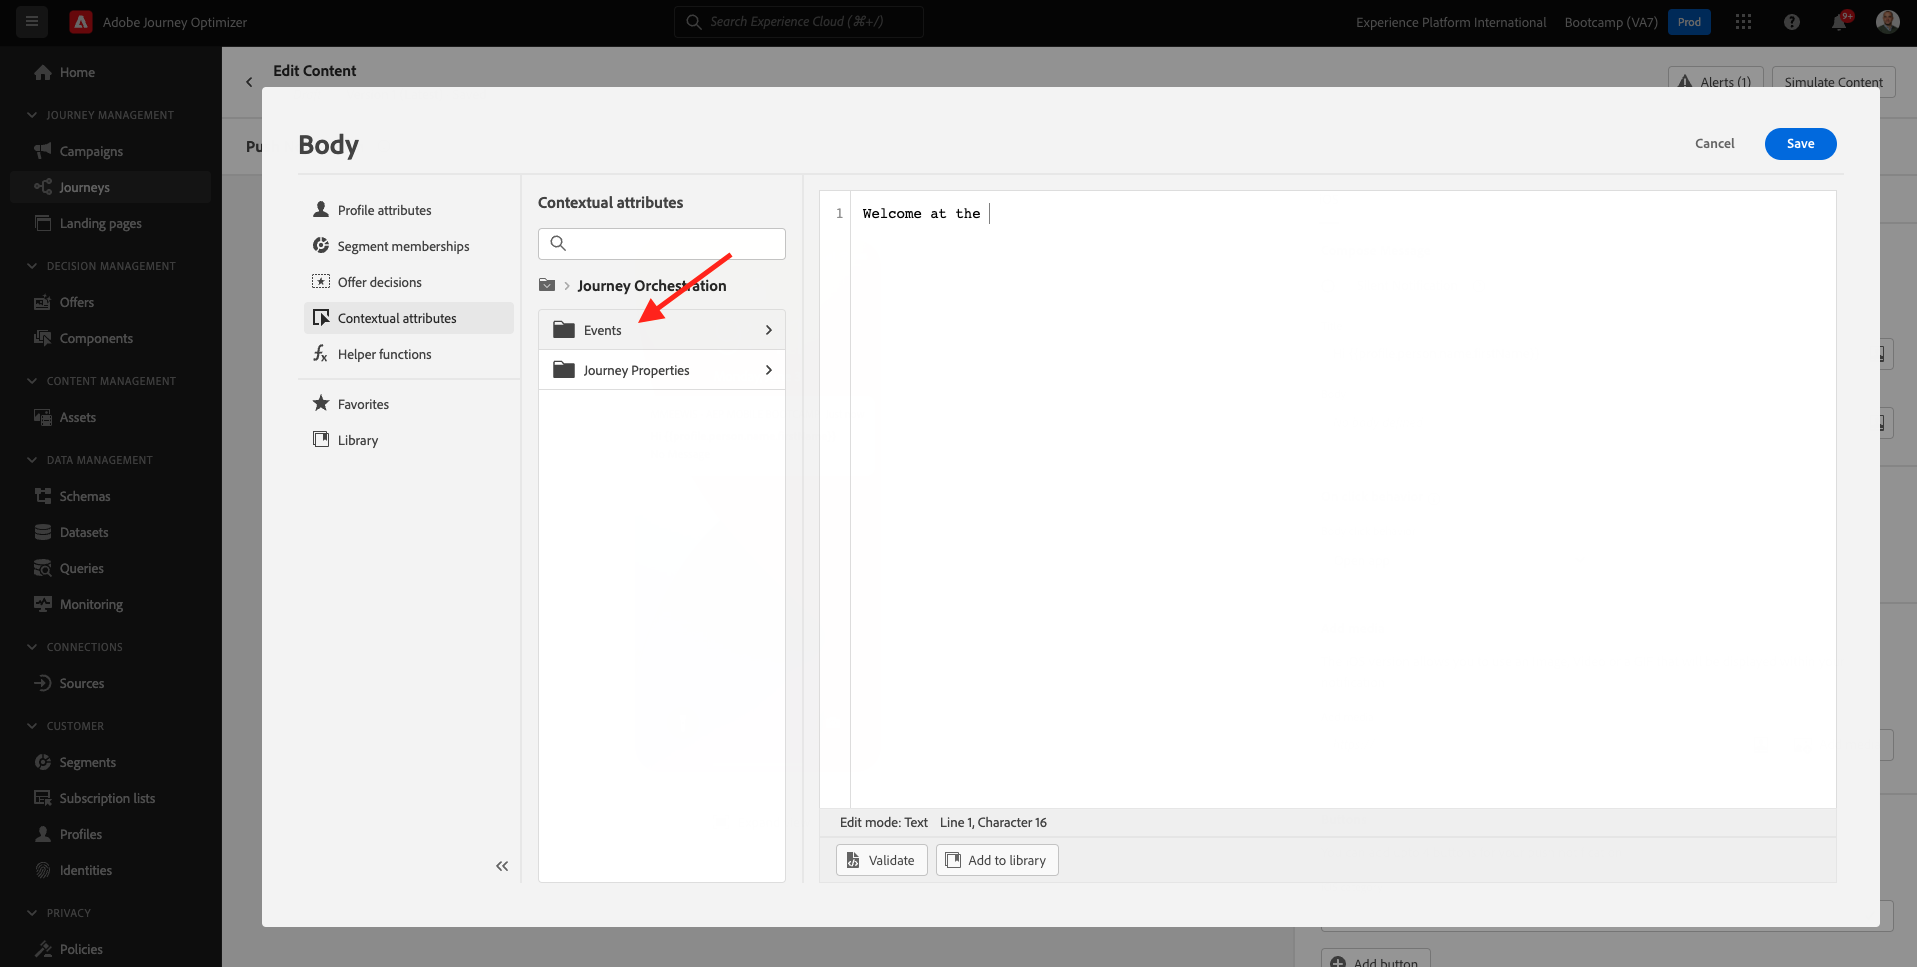 Adobe Journey Optimizer
Search Experience Cloud (⌘+/)
Experience Platform International
Bootcamp (VA7)
Prod
9+
Home
JOURNEY MANAGEMENT
Campaigns
Journeys
Landing pages
DECISION MANAGEMENT
Offers
Components
CONTENT MANAGEMENT
Assets
DATA MANAGEMENT
Schemas
Datasets
Queries
Monitoring
CONNECTIONS
Sources
CUSTOMER
Segments
Subscription lists
Profiles
Identities
PRIVACY
Policies
Edit Content
Alerts (1)
Simulate Content
Pu
Body
Cancel
Save
Profile attributes
Segment memberships
Offer decisions
Contextual attributes
Helper functions
Favorites
Library
Contextual attributes
Journey Orchestration
Events
Journey Properties
1 Welcome at the
Edit mode: Text Line 1, Character 16
Validate
Add to library
Add button